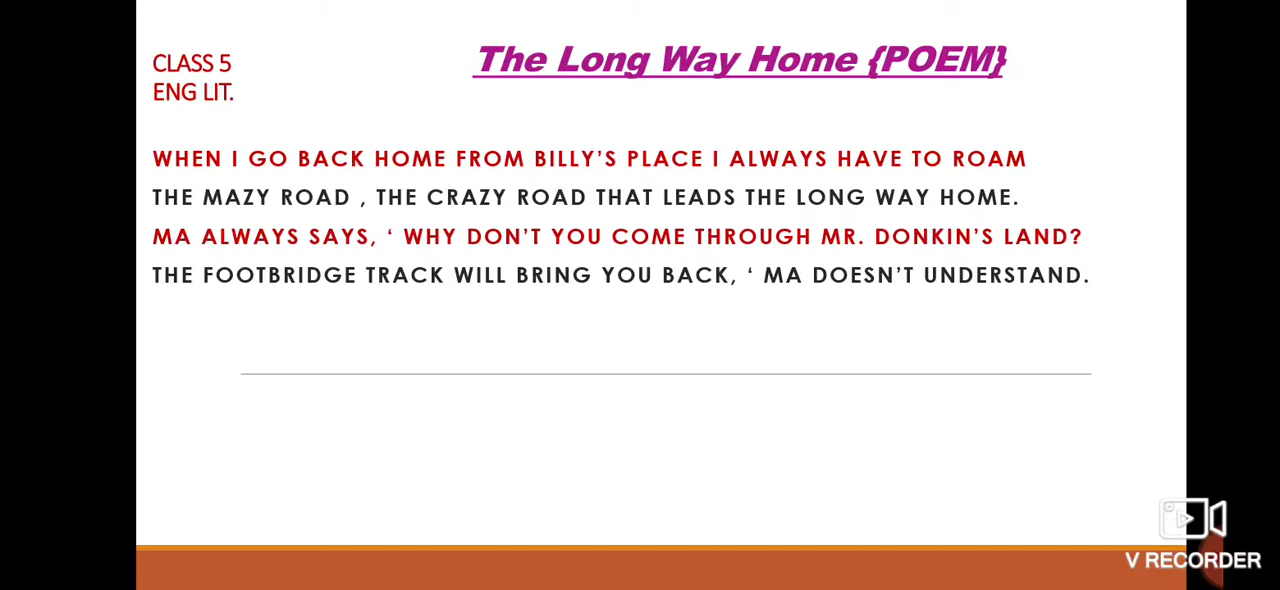 CLASS 5
ENG LIT.
The Long Way Home {POEM}
WHEN I GO BACK HOME FROM BILLY’S PLACE I ALWAYS HAVE TO ROAM
THE MAZY ROAD , THE CRAZY ROAD THAT LEADS THE LONG WAY HOME.
MA ALWAYS SAYS, ‘ WHY DON’T YOU COME THROUGH MR. DONKIN’S LAND?
THE FOOTBRIDGE TRACK WILL BRING YOU BACK, ‘ MA DOESN’T UNDERSTAND.
V RECORDER